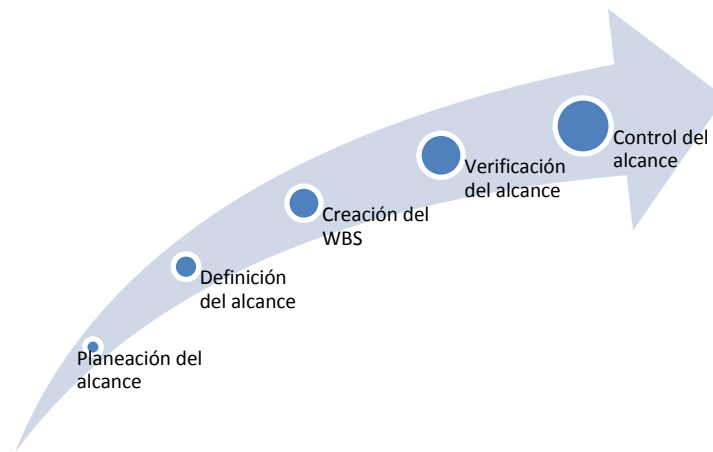 Planeación del
alcance
Definición
del alcance
Creación del
WBS
Verificación
del alcance
Control del
alcance